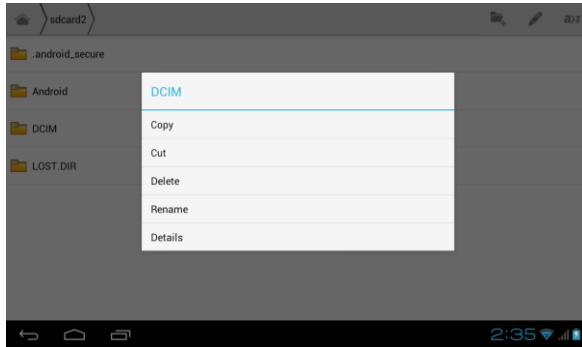 sdcard2
a›z
.android_secure
Android
DCIM
LOST.DIR
DCIM
Copy
Cut
Delete
Rename
Details
2:35